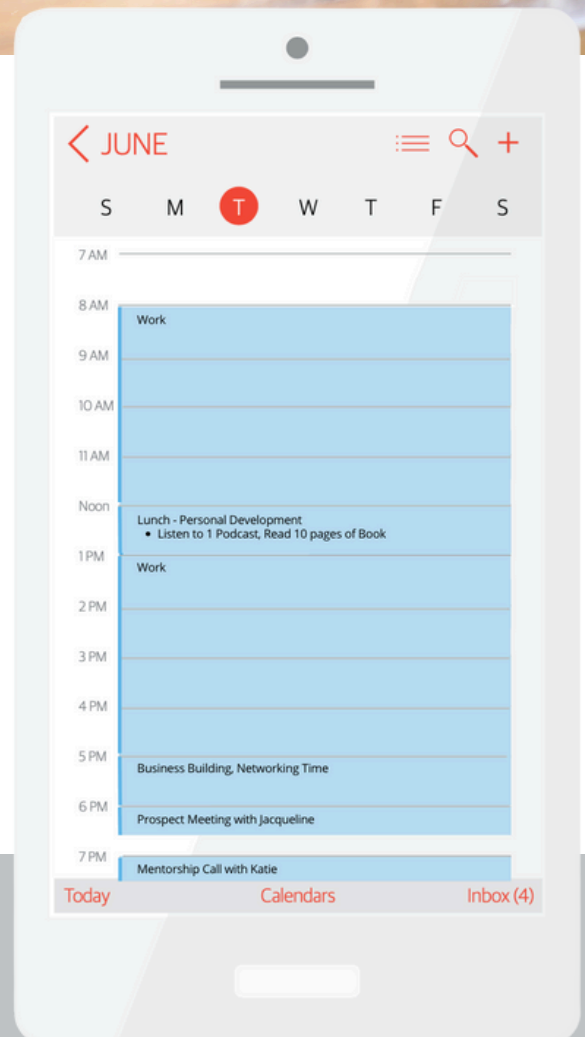 JUNE
S M T W T F S
7 AM
8 AM
Work
9 AM
10 AM
11 AM
Noon
Lunch - Personal Development
• Listen to 1 Podcast, Read 10 pages of Book
1 PM
Work
2 PM
3 PM
4 PM
5 PM
Business Building, Networking Time
6 PM
Prospect Meeting with Jacqueline
7 PM
Mentorship Call with Katie
Today Calendars Inbox (4)